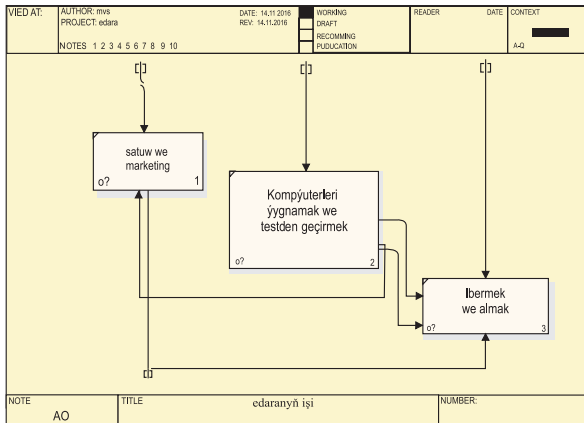 VIED AT:
AUTHOR: mvs
PROJECT: edara
NOTES 1 2 3 4 5 6 7 8 9 10
DATE: 14,11 2016
REV: 14.11.2016
WORKING
DRAFT
RECOMMING
PUDUCATION
READER
DATE
CONTEXT
A-Q
satuw we
marketing
o?
1
Kompýuterleri
ýygnamak we
testden geçirmek
o?
2
Ibermek
we almak
o?
3
NOTE
AO
TITLE
edaranyň işi
NUMBER: